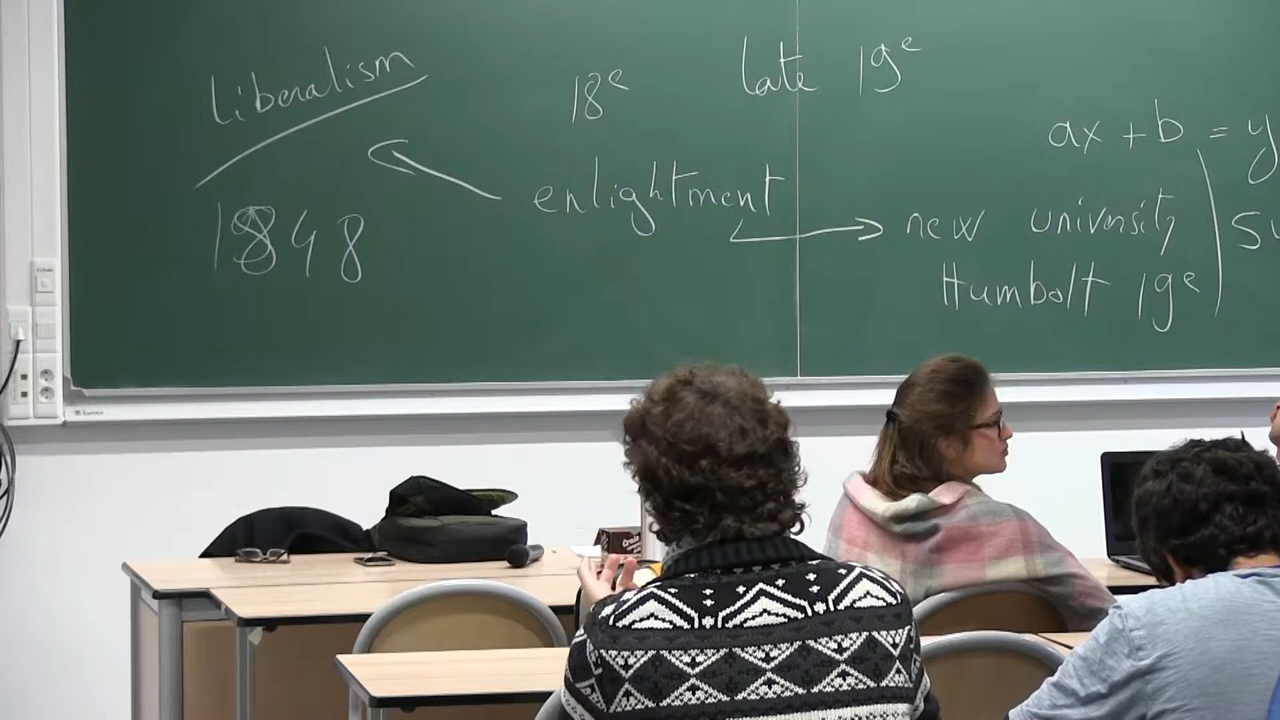 Liberalism
1848
18e
late 19e
enlightment
new university
Humbolt 19e
ax + b = y